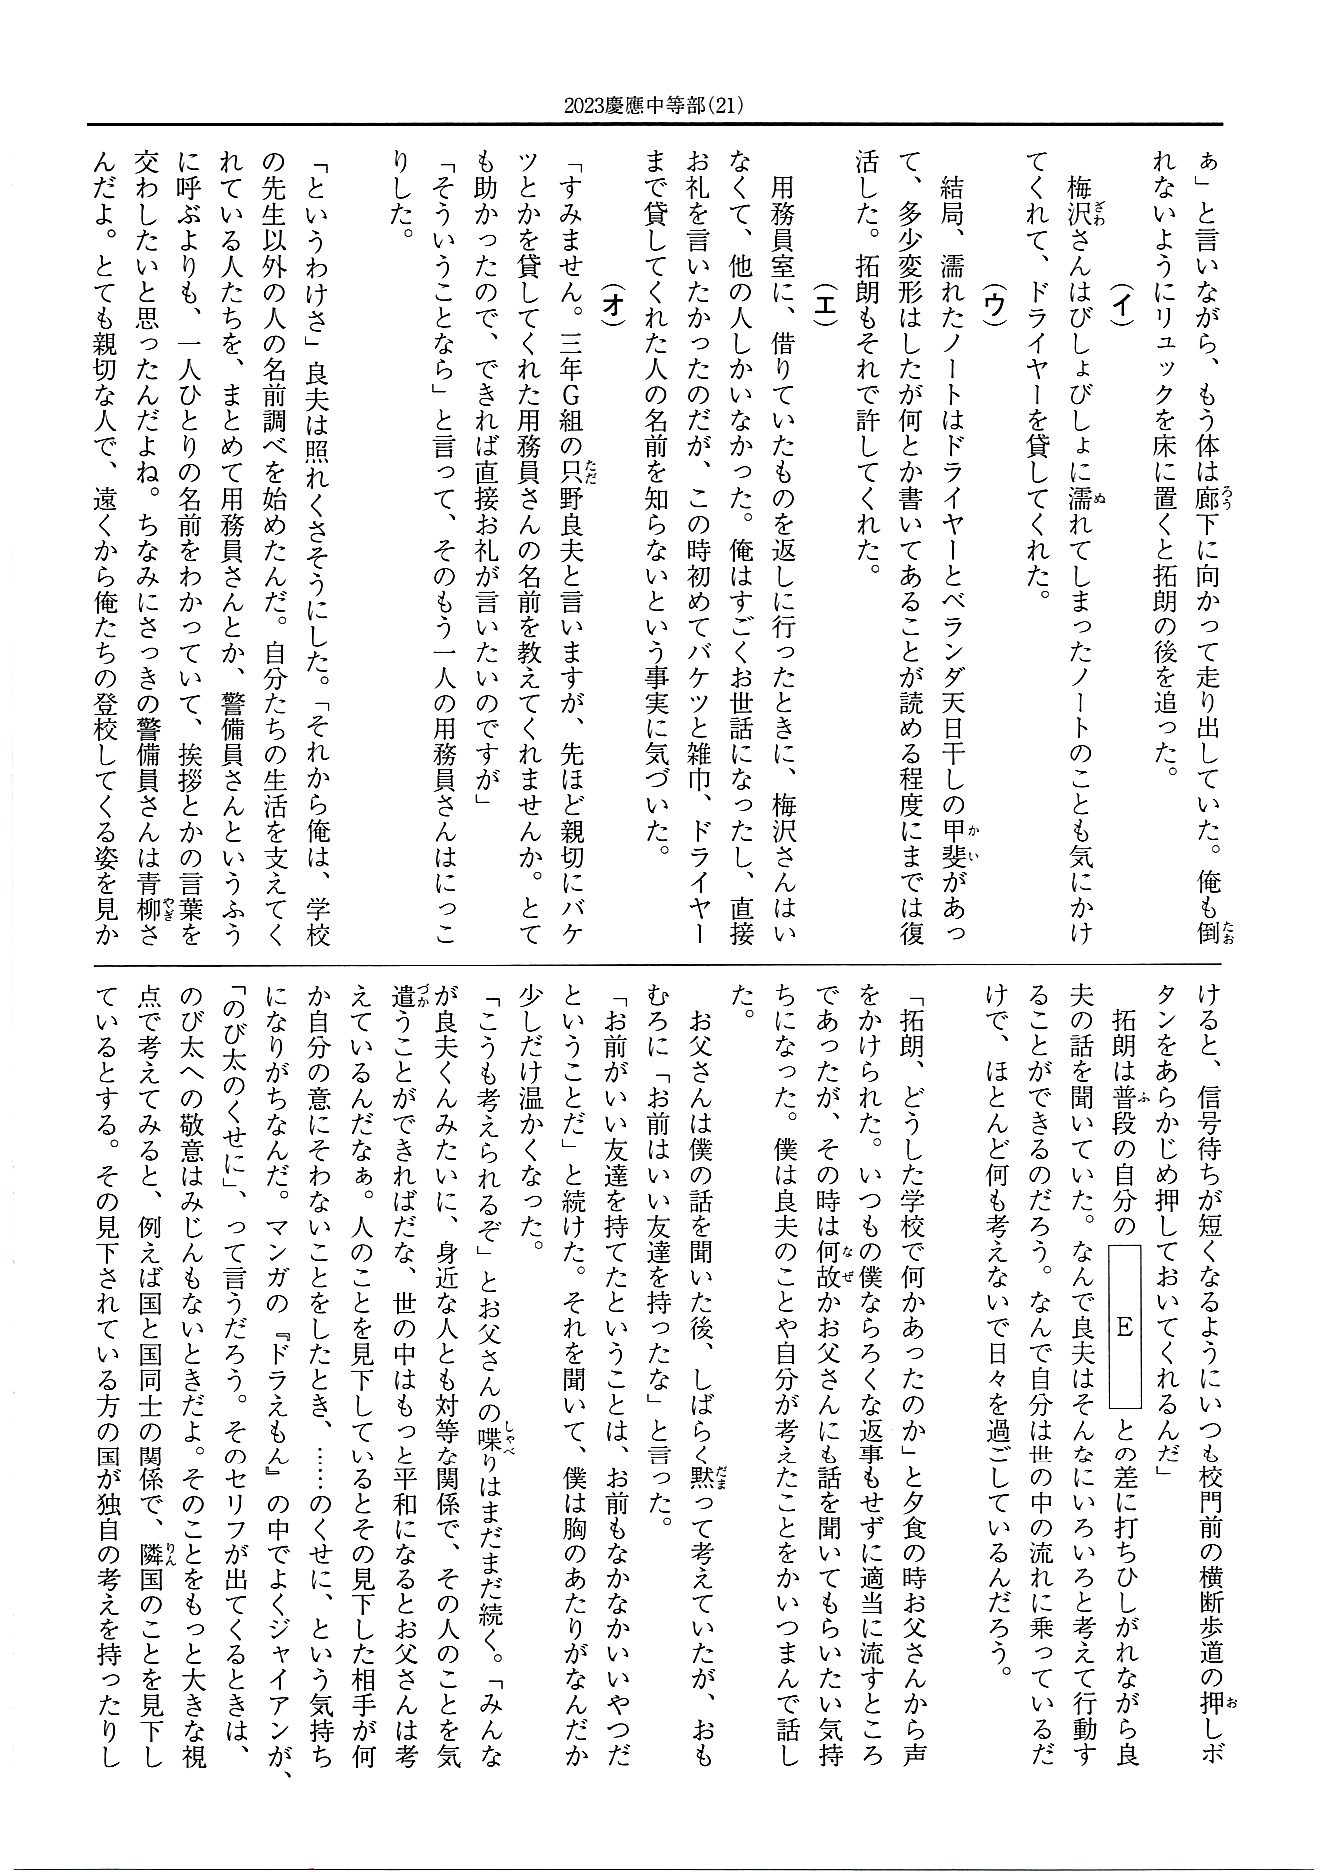 2023慶應中等部(21)
ぁ」と言いながら、もう体は廊下に向かって走り出していた。俺も倒
れないようにリュックを床に置くと拓朗の後を追った。
(イ)
梅沢さんはびしょびしょに濡れてしまったノートのことも気にかけ
てくれて、ドライヤーを貸してくれた。
(ウ)
結局、濡れたノートはドライヤーとベランダ天日干しの甲斐があっ
て、多少変形はしたが何とか書いてあることが読める程度にまでは復
活した。拓朗もそれで許してくれた。
(エ)
用務員室に、借りていたものを返しに行ったときに、梅沢さんはい
なくて、他の人しかいなかった。俺はすごくお世話になったし、直接
お礼を言いたかったのだが、この時初めてバケツと雑巾、ドライヤー
まで貸してくれた人の名前を知らないという事実に気づいた。
(オ)
「すみません。三年G組の只野良夫と言いますが、先ほど親切にバケ
ツとかを貸してくれた用務員さんの名前を教えてくれませんか。とて
も助かったので、できれば直接お礼が言いたいのですが」
「そういうことなら」と言って、そのもう一人の用務員さんはにっこ
りした。
「というわけさ」良夫は照れくさそうにした。「それから俺は、学校
の先生以外の人の名前調べを始めたんだ。自分たちの生活を支えてく
れている人たちを、まとめて用務員さんとか、警備員さんというふう
に呼ぶよりも、一人ひとりの名前をわかっていて、挨拶とかの言葉を
交わしたいと思ったんだよね。ちなみにさっきの警備員さんは青柳さ
んだよ。とても親切な人で、遠くから俺たちの登校してくる姿を見か
けると、信号待ちが短くなるようにいつも校門前の横断歩道の押しボ
タンをあらかじめ押しておいてくれるんだ」
拓朗は普段の自分の E との差に打ちひしがれながら良
夫の話を聞いていた。なんで良夫はそんなにいろいろと考えて行動す
ることができるのだろう。なんで自分は世の中の流れに乗っているだ
けで、ほとんど何も考えないで日々を過ごしているんだろう。
「拓朗、どうした学校で何かあったのか」と夕食の時お父さんから声
をかけられた。いつもの僕ならろくな返事もせずに適当に流すところ
であったが、その時は何故かお父さんにも話を聞いてもらいたい気持
ちになった。僕は良夫のことや自分が考えたことをかいつまんで話し
た。
お父さんは僕の話を聞いた後、しばらく黙って考えていたが、おも
むろに「お前はいい友達を持ったな」と言った。
「お前がいい友達を持てたということは、お前もなかなかいいやつだ
ということだ」と続けた。それを聞いて、僕は胸のあたりがなんだか
少しだけ温かくなった。
「こうも考えられるぞ」とお父さんの喋りはまだまだ続く。「みんな
が良夫くんみたいに、身近な人とも対等な関係で、その人のことを気
遣うことができればだな、世の中はもっと平和になるとお父さんは考
えているんだなぁ。人のことを見下しているとその見下した相手が何
か自分の意にそわないことをしたとき、……のくせに、という気持ち
になりがちなんだ。マンガの『ドラえもん』の中でよくジャイアンが、
「のび太のくせに」、って言うだろう。そのセリフが出てくるときは、
のび太への敬意はみじんもないときだよ。そのことをもっと大きな視
点で考えてみると、例えば国と国同士の関係で、隣国のことを見下し
ているとする。その見下されている方の国が独自の考えを持ったりし